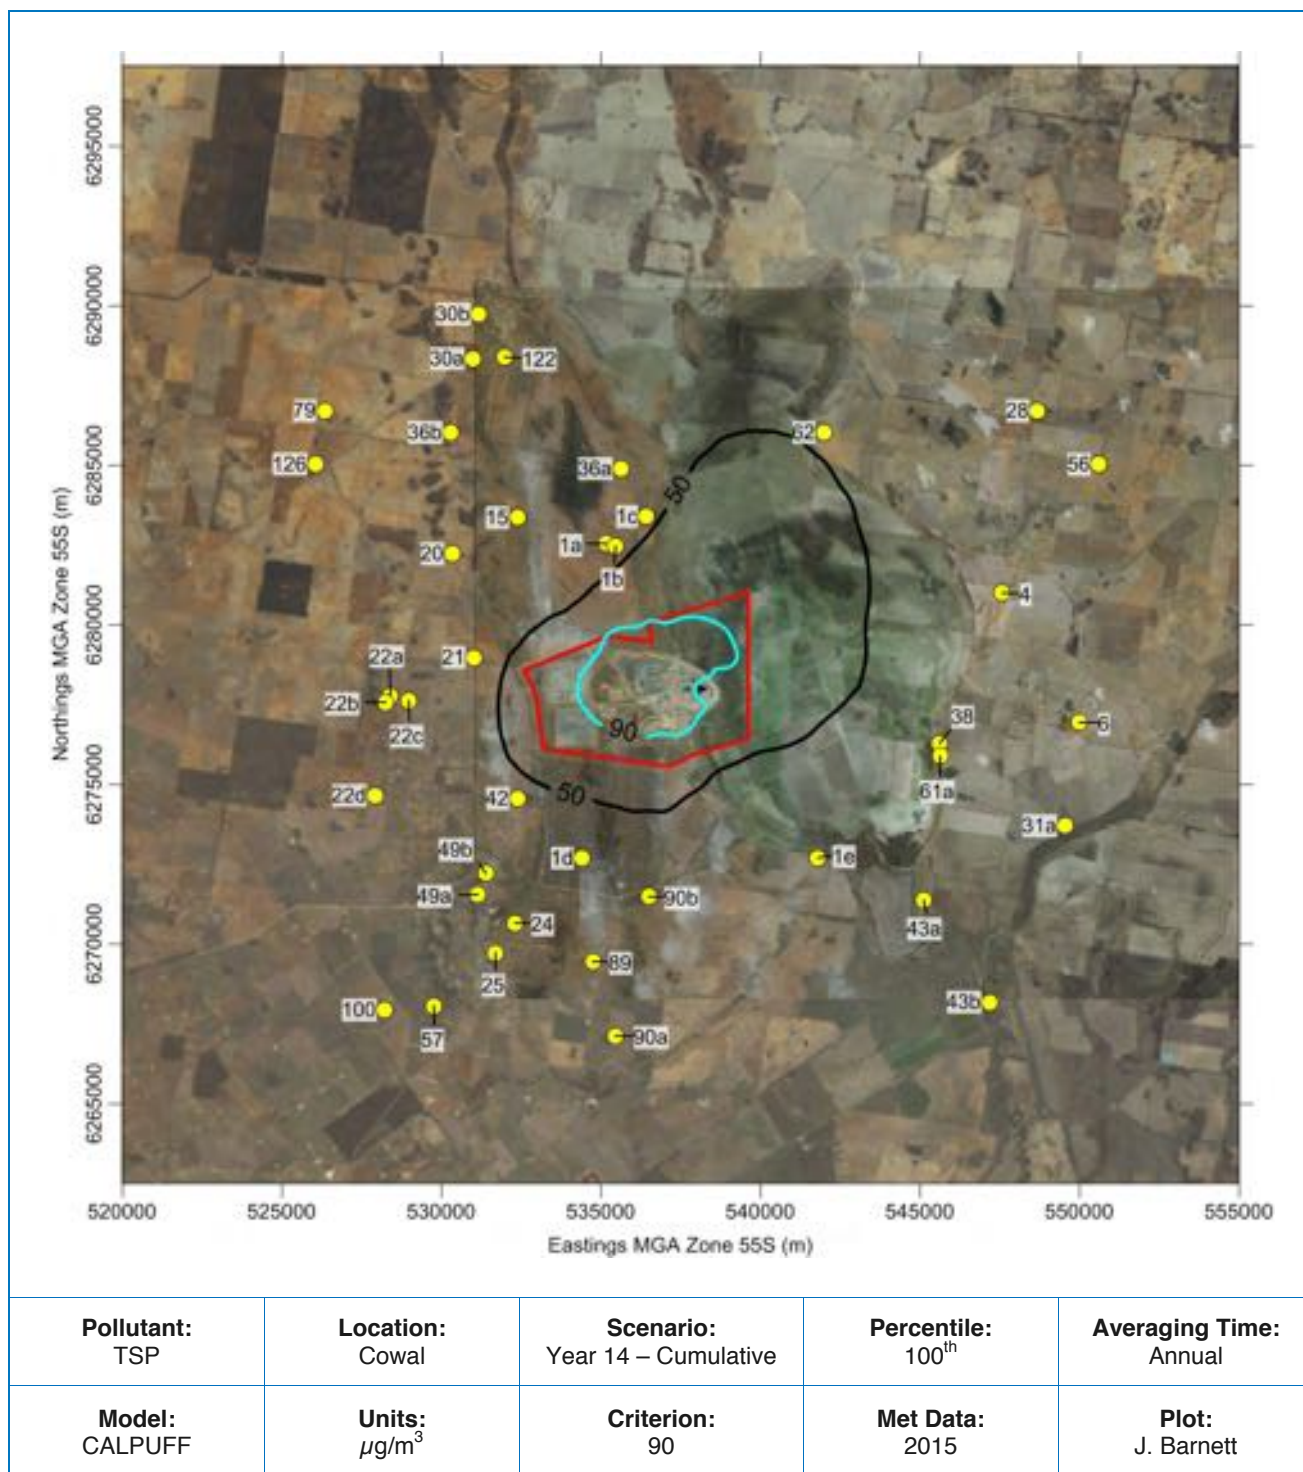 6295000
6290000
30b
30a
122
79
28
36b
62
126
56
36a
6285000
50
15
1c
1a
20
1b
4
6280000
22a
21
22b
22c
38
6
90
61a
22d
42
50
6275000
31a
49b
1d
1e
49a
90b
24
43a
6270000
89
25
43b
100
57
90a
6265000
Northings MGA Zone 55S (m)
520000 525000 530000 535000 540000 545000 550000 555000
Eastings MGA Zone 55S (m)
Pollutant: Location: Scenario: Percentile: Averaging Time:
TSP Cowal Year 14 – Cumulative 100th Annual
Model: Units: Criterion: Met Data: Plot:
CALPUFF µg/m³ 90 2015 J. Barnett